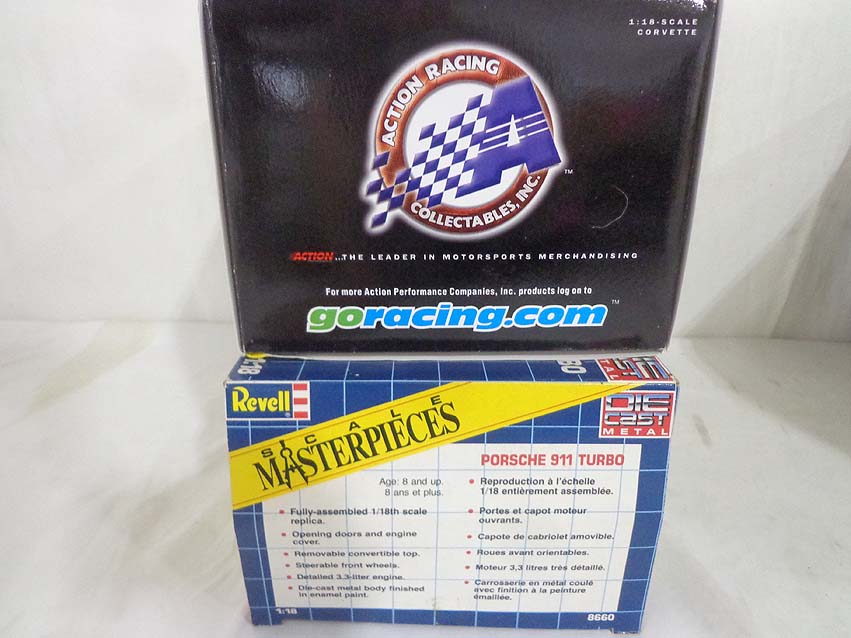 1:18-SCALE
CORVETTE
ACTION RACING
A
COLLECTABLES, INC.
™
ACTION...THE LEADER IN MOTORSPORTS MERCHANDISING
For more Action Performance Companies, Inc. products log on to
goracing.com™
1:18
BO
METAL
Revell
SCALE
MASTERPIECES
DIE
CAST
METAL
PORSCHE 911 TURBO
Age: 8 and up.
8 ans et plus.
• Fully-assembled 1/18th scale
replica.
• Opening doors and engine
cover.
• Removable convertible top.
• Steerable front wheels.
• Detailed 3.3-liter engine.
• Die-cast metal body finished
in enamel paint.
• Reproduction à l'échelle
1/18 entièrement assemblée.
• Portes et capot moteur
ouvrants.
• Capote de cabriolet amovible.
• Roues avant orientables.
• Moteur 3,3 litres très détaillé.
• Carrosserie en métal coulé
avec finition à la peinture
émaillée.
1:18
8660